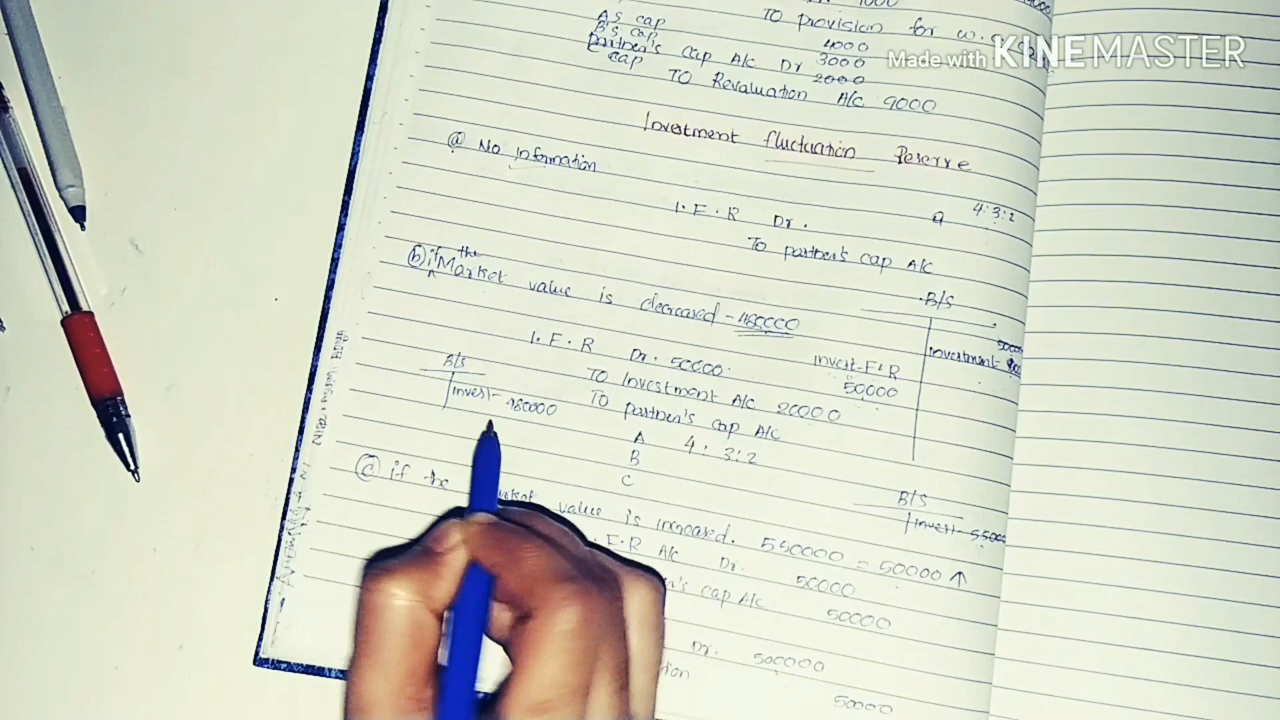 1000
TO provision for w.c
Made with KINEMASTER
A's cap 4000
B's cap 3000
Partner's cap A/c Dr 2000
cap
TO Revaluation A/c 9000
Investment fluctuation Reserve
(a) No information
I.F.R Dr. a 4:3:2
To partner's cap A/c
(b) if the Market value is decreased - 480000
B/s
I.F.R Dr. 50000
Invest-F-R 50000
Investment
TO Investment A/c 20000
TO partner's cap A/c
B/s
Invest - 480000
A 4 : 3:2
B
C
(c) if the value is increased. 550000 = 50000 ↑
B/s
Invest - 55000
F.R A/c Dr. 50000
cap A/c 50000
Dr. 500000
50000